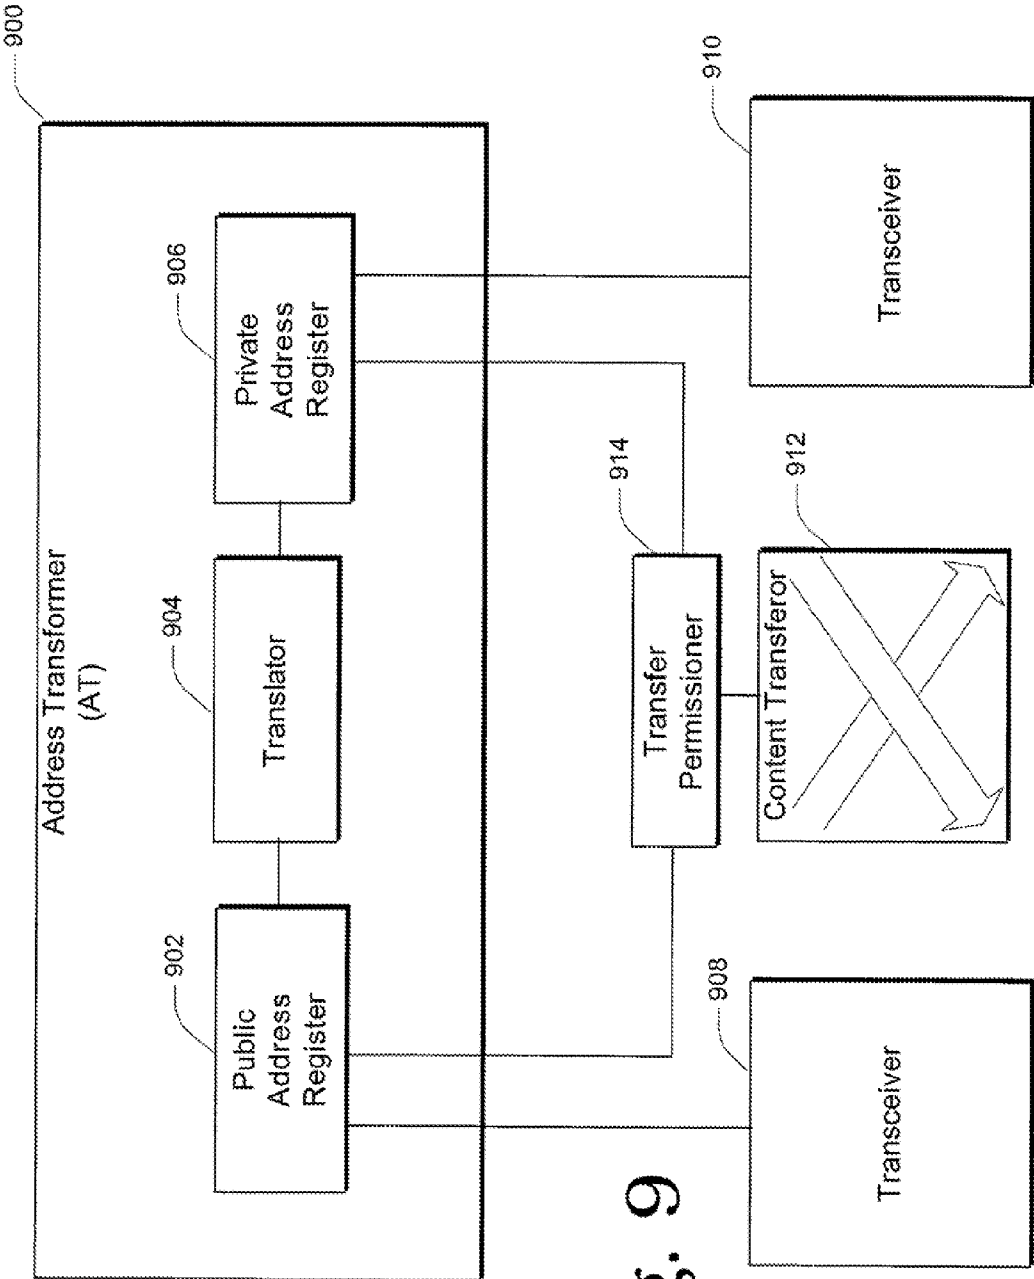 900
Address Transformer
(AT)
902
Public
Address
Register
904
Translator
906
Private
Address
Register
914
Transfer
Permissioner
908
Transceiver
912
Content Transferor
910
Transceiver
g. 9